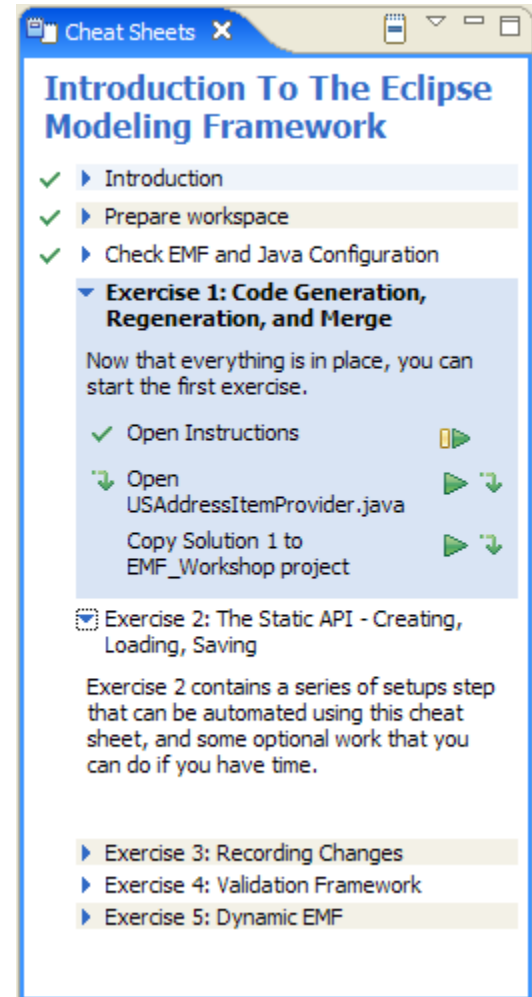 Cheat Sheets
Introduction To The Eclipse
Modeling Framework
Introduction
Prepare workspace
Check EMF and Java Configuration
Exercise 1: Code Generation,
Regeneration, and Merge
Now that everything is in place, you can
start the first exercise.
Open Instructions
Open
USAddressItemProvider.java
Copy Solution 1 to
EMF_Workshop project
Exercise 2: The Static API - Creating,
Loading, Saving
Exercise 2 contains a series of setups step
that can be automated using this cheat
sheet, and some optional work that you
can do if you have time.
Exercise 3: Recording Changes
Exercise 4: Validation Framework
Exercise 5: Dynamic EMF